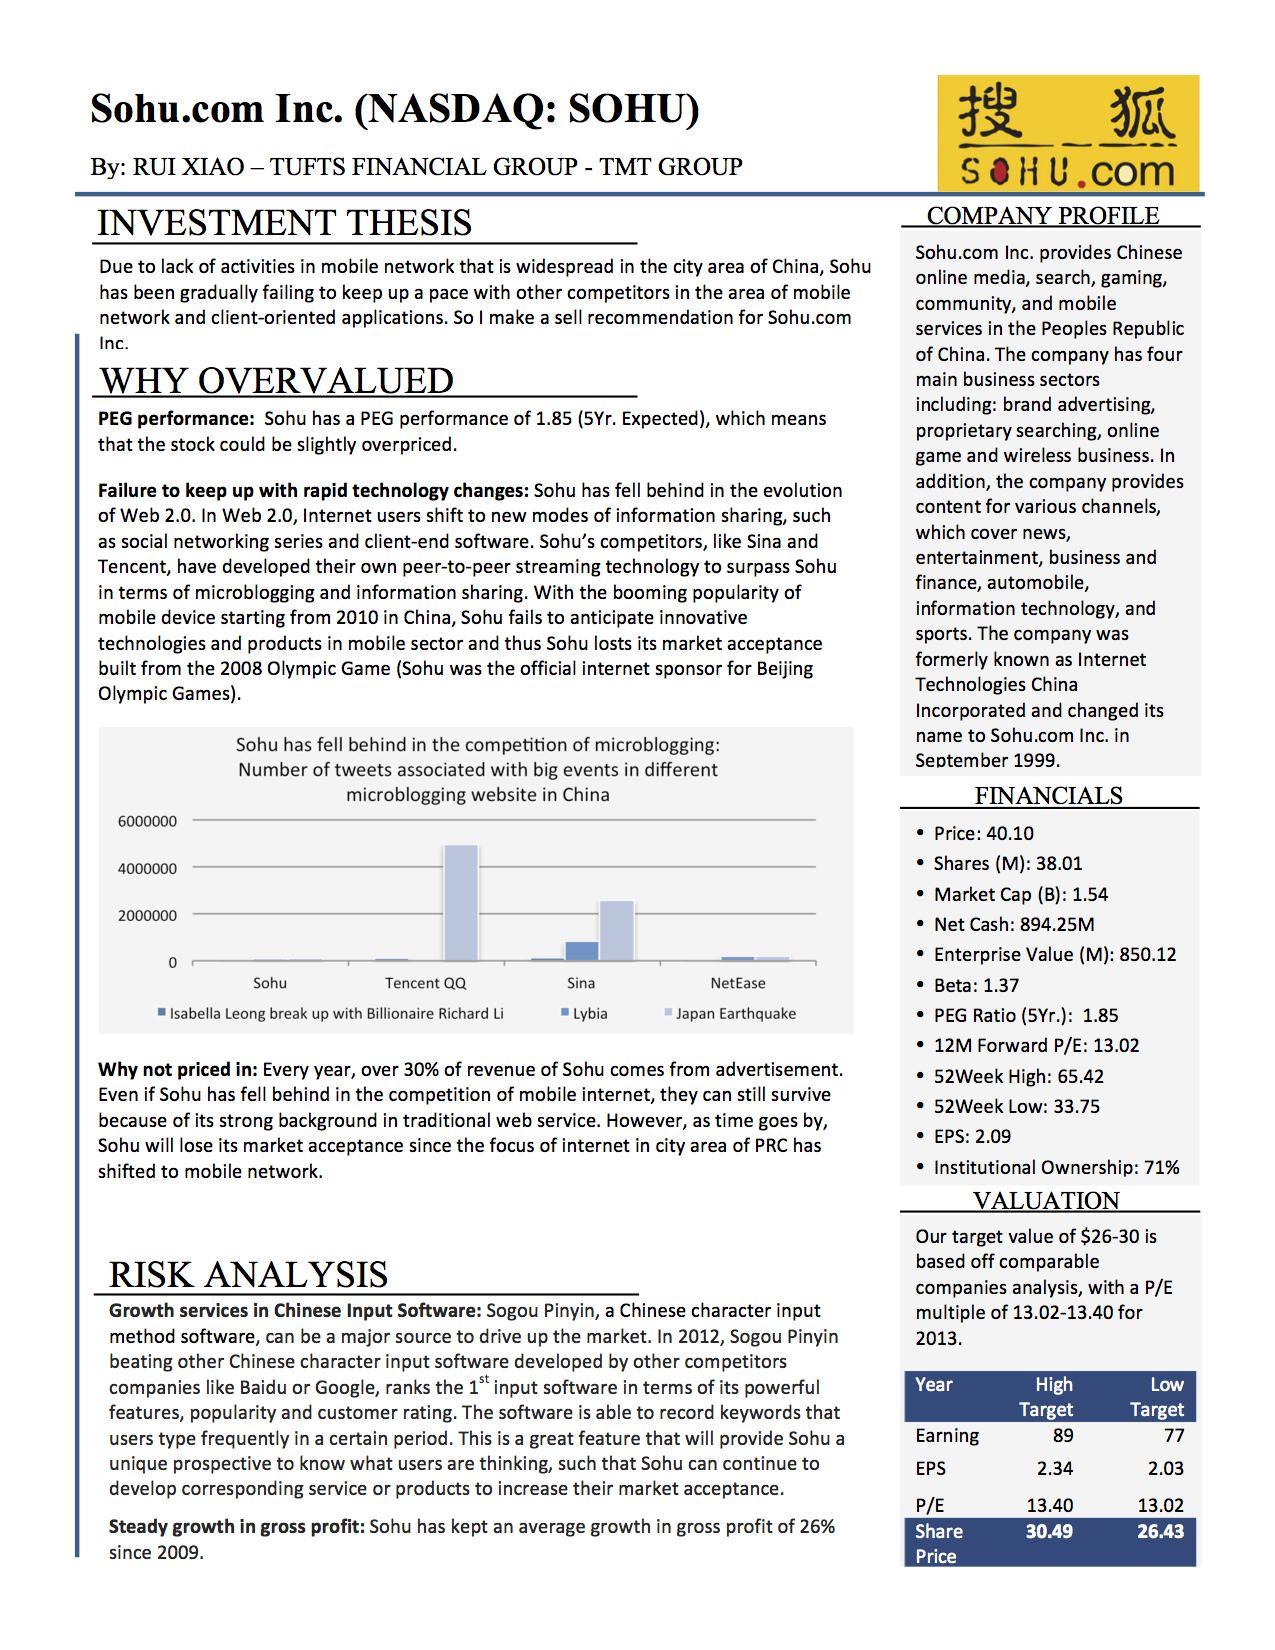 Sohu.com Inc. (NASDAQ: SOHU)
By: RUI XIAO – TUFTS FINANCIAL GROUP - TMT GROUP
搜 狐
SOHU.com
INVESTMENT THESIS
Due to lack of activities in mobile network that is widespread in the city area of China, Sohu
has been gradually failing to keep up a pace with other competitors in the area of mobile
network and client-oriented applications. So I make a sell recommendation for Sohu.com
Inc.
WHY OVERVALUED
PEG performance: Sohu has a PEG performance of 1.85 (5Yr. Expected), which means
that the stock could be slightly overpriced.
Failure to keep up with rapid technology changes: Sohu has fell behind in the evolution
of Web 2.0. In Web 2.0, Internet users shift to new modes of information sharing, such
as social networking series and client-end software. Sohu’s competitors, like Sina and
Tencent, have developed their own peer-to-peer streaming technology to surpass Sohu
in terms of microblogging and information sharing. With the booming popularity of
mobile device starting from 2010 in China, Sohu fails to anticipate innovative
technologies and products in mobile sector and thus Sohu losts its market acceptance
built from the 2008 Olympic Game (Sohu was the official internet sponsor for Beijing
Olympic Games).
Sohu has fell behind in the competition of microblogging:
Number of tweets associated with big events in different
microblogging website in China
6000000
4000000
2000000
0
Sohu Tencent QQ Sina NetEase
Isabella Leong break up with Billionaire Richard Li Lybia Japan Earthquake
Why not priced in: Every year, over 30% of revenue of Sohu comes from advertisement.
Even if Sohu has fell behind in the competition of mobile internet, they can still survive
because of its strong background in traditional web service. However, as time goes by,
Sohu will lose its market acceptance since the focus of internet in city area of PRC has
shifted to mobile network.
RISK ANALYSIS
Growth services in Chinese Input Software: Sogou Pinyin, a Chinese character input
method software, can be a major source to drive up the market. In 2012, Sogou Pinyin
beating other Chinese character input software developed by other competitors
companies like Baidu or Google, ranks the 1st input software in terms of its powerful
features, popularity and customer rating. The software is able to record keywords that
users type frequently in a certain period. This is a great feature that will provide Sohu a
unique prospective to know what users are thinking, such that Sohu can continue to
develop corresponding service or products to increase their market acceptance.
Steady growth in gross profit: Sohu has kept an average growth in gross profit of 26%
since 2009.
COMPANY PROFILE
Sohu.com Inc. provides Chinese
online media, search, gaming,
community, and mobile
services in the Peoples Republic
of China. The company has four
main business sectors
including: brand advertising,
proprietary searching, online
game and wireless business. In
addition, the company provides
content for various channels,
which cover news,
entertainment, business and
finance, automobile,
information technology, and
sports. The company was
formerly known as Internet
Technologies China
Incorporated and changed its
name to Sohu.com Inc. in
September 1999.
FINANCIALS
• Price: 40.10
• Shares (M): 38.01
• Market Cap (B): 1.54
• Net Cash: 894.25M
• Enterprise Value (M): 850.12
• Beta: 1.37
• PEG Ratio (5Yr.): 1.85
• 12M Forward P/E: 13.02
• 52Week High: 65.42
• 52Week Low: 33.75
• EPS: 2.09
• Institutional Ownership: 71%
VALUATION
Our target value of $26-30 is
based off comparable
companies analysis, with a P/E
multiple of 13.02-13.40 for
2013.
Year High Low
Target Target
Earning 89 77
EPS 2.34 2.03
P/E 13.40 13.02
Share 30.49 26.43
Price